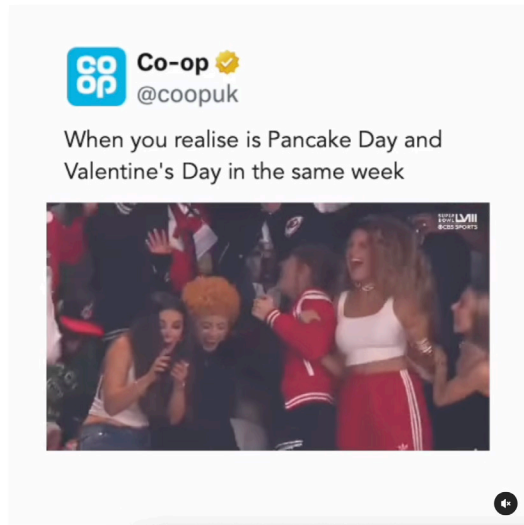 CO
OP
Co-op
@coopuk
When you realise is Pancake Day and
Valentine's Day in the same week
SUPER
BOWL LVIII
CBS SPORTS